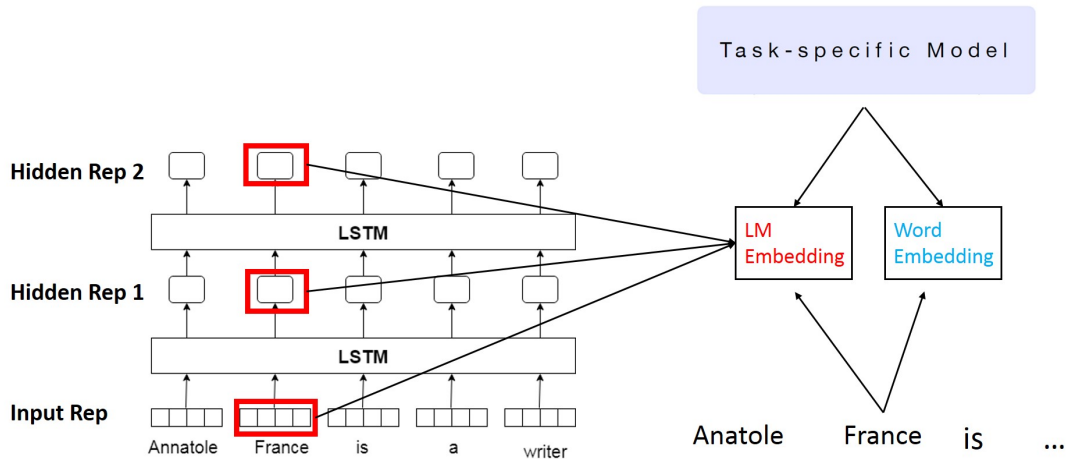 Task-specific Model
Hidden Rep 2
LSTM
LM
Embedding
Word
Embedding
Hidden Rep 1
LSTM
Input Rep
Annatole France is a writer
Anatole France is ...